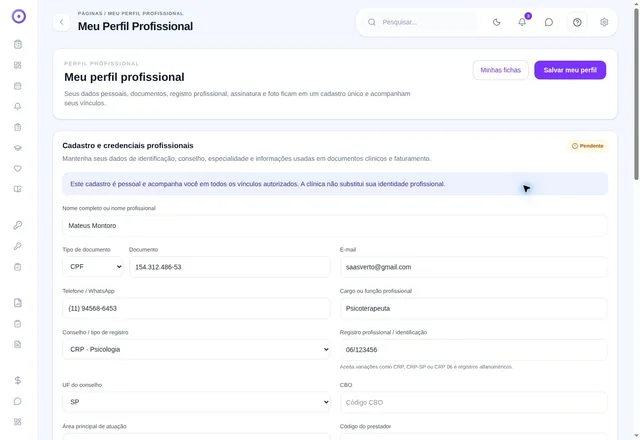 PÁGINAS / MEU PERFIL PROFISSIONAL
Meu Perfil Profissional
Pesquisar...
3
PERFIL PROFISSIONAL
Meu perfil profissional
Seus dados pessoais, documentos, registro profissional, assinatura e foto ficam em um cadastro único e acompanham
seus vínculos.
Minhas fichas
Salvar meu perfil
Cadastro e credenciais profissionais
Pendente
Mantenha seus dados de identificação, conselho, especialidade e informações usadas em documentos clínicos e faturamento.
Este cadastro é pessoal e acompanha você em todos os vínculos autorizados. A clínica não substitui sua identidade profissional.
Nome completo ou nome profissional
Mateus Montoro
Tipo de documento
Documento
E-mail
CPF
154.312.486-53
saasverto@gmail.com
Telefone / WhatsApp
Cargo ou função profissional
(11) 94568-6453
Psicoterapeuta
Conselho / tipo de registro
Registro profissional / identificação
CRP - Psicologia
06/123456
Aceita variações como CRP, CRP-SP ou CRP 06 e registros alfanuméricos.
UF do conselho
CBO
SP
Código CBO
Área principal de atuação
Código do prestador